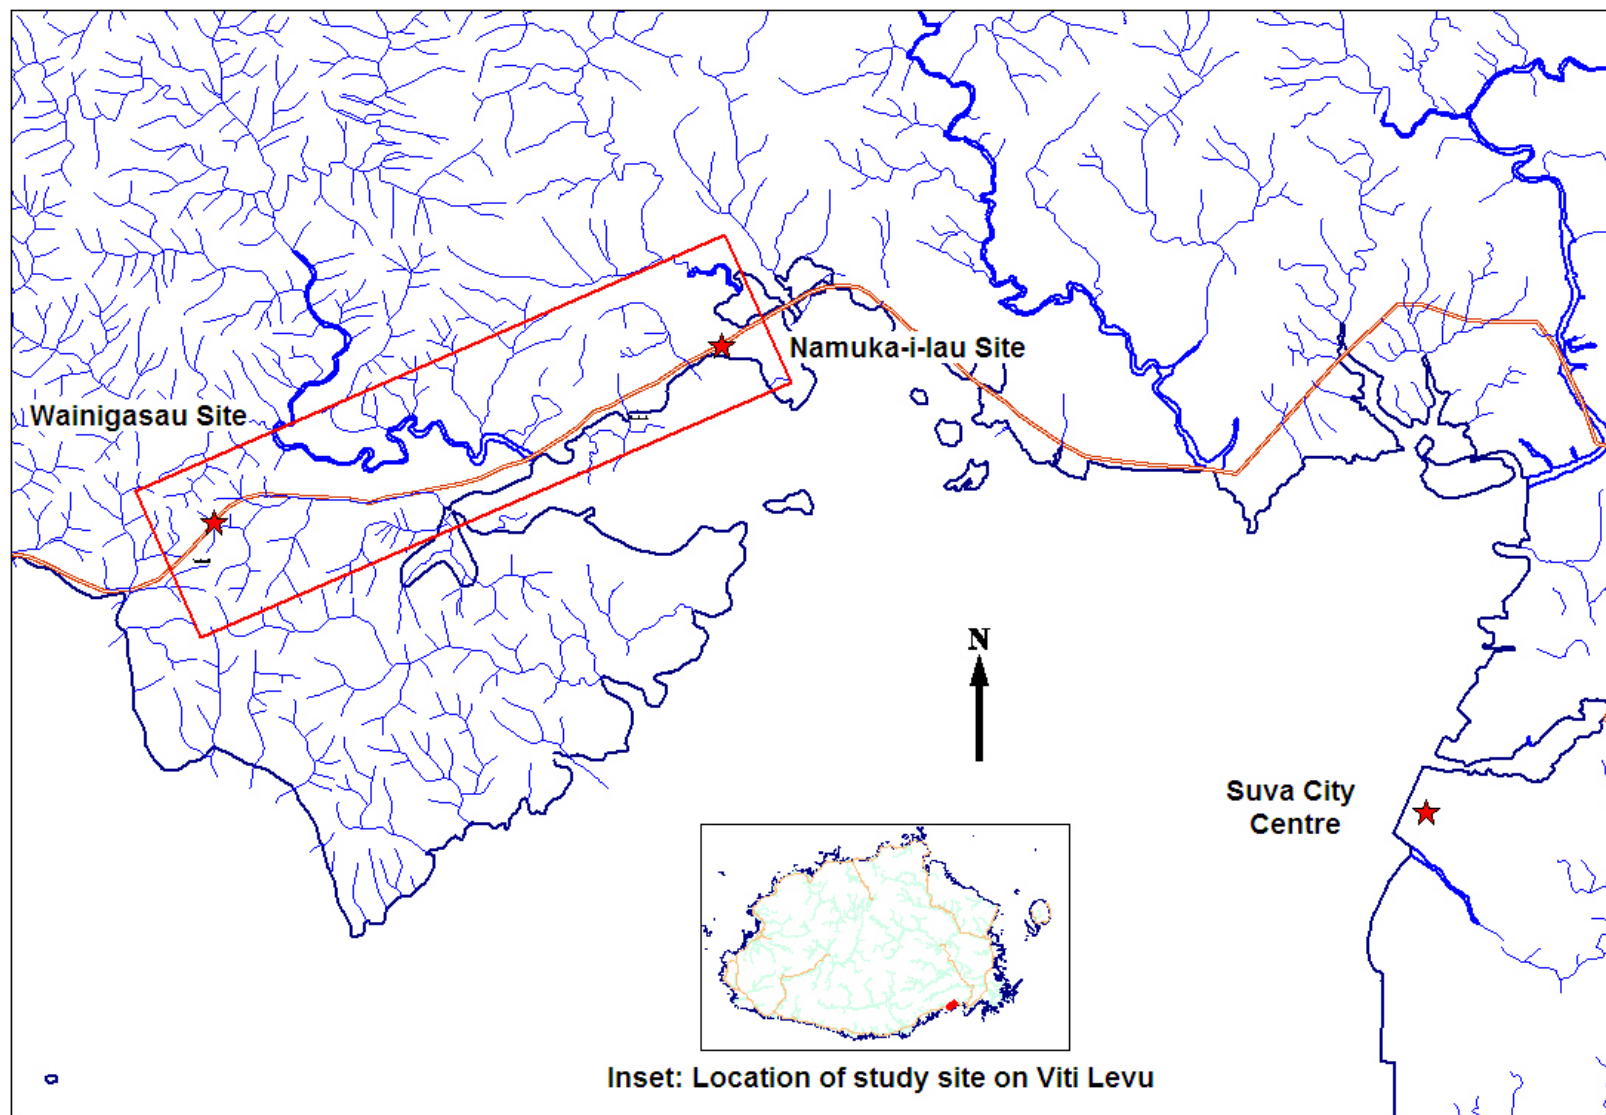 Namuka-i-lau Site
Wainigasau Site
N
Suva City
Centre
Inset: Location of study site on Viti Levu